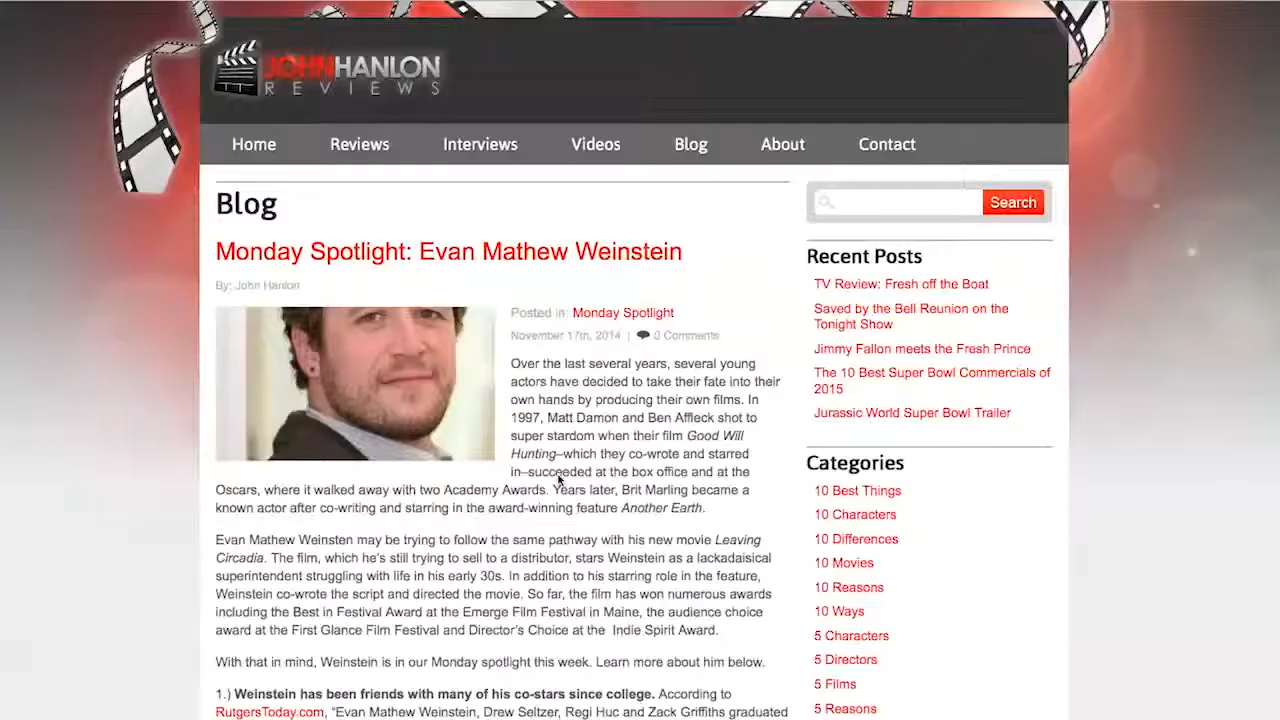 JOHNHANLON
REVIEWS
Home Reviews Interviews Videos Blog About Contact
Blog
Monday Spotlight: Evan Mathew Weinstein
By: John Hanlon
Posted in: Monday Spotlight
November 17th, 2014 | 0 Comments
Over the last several years, several young
actors have decided to take their fate into their
own hands by producing their own films. In
1997, Matt Damon and Ben Affleck shot to
super stardom when their film Good Will
Hunting–which they co-wrote and starred
in–succeeded at the box office and at the
Oscars, where it walked away with two Academy Awards. Years later, Brit Marling became a
known actor after co-writing and starring in the award-winning feature Another Earth.
Evan Mathew Weinsten may be trying to follow the same pathway with his new movie Leaving
Circadia. The film, which he's still trying to sell to a distributor, stars Weinstein as a lackadaisical
superintendent struggling with life in his early 30s. In addition to his starring role in the feature,
Weinstein co-wrote the script and directed the movie. So far, the film has won numerous awards
including the Best in Festival Award at the Emerge Film Festival in Maine, the audience choice
award at the First Glance Film Festival and Director's Choice at the Indie Spirit Award.
With that in mind, Weinstein is in our Monday spotlight this week. Learn more about him below.
1.) Weinstein has been friends with many of his co-stars since college. According to
RutgersToday.com, “Evan Mathew Weinstein, Drew Seltzer, Regi Huc and Zack Griffiths graduated
Search
Recent Posts
TV Review: Fresh off the Boat
Saved by the Bell Reunion on the
Tonight Show
Jimmy Fallon meets the Fresh Prince
The 10 Best Super Bowl Commercials of
2015
Jurassic World Super Bowl Trailer
Categories
10 Best Things
10 Characters
10 Differences
10 Movies
10 Reasons
10 Ways
5 Characters
5 Directors
5 Films
5 Reasons